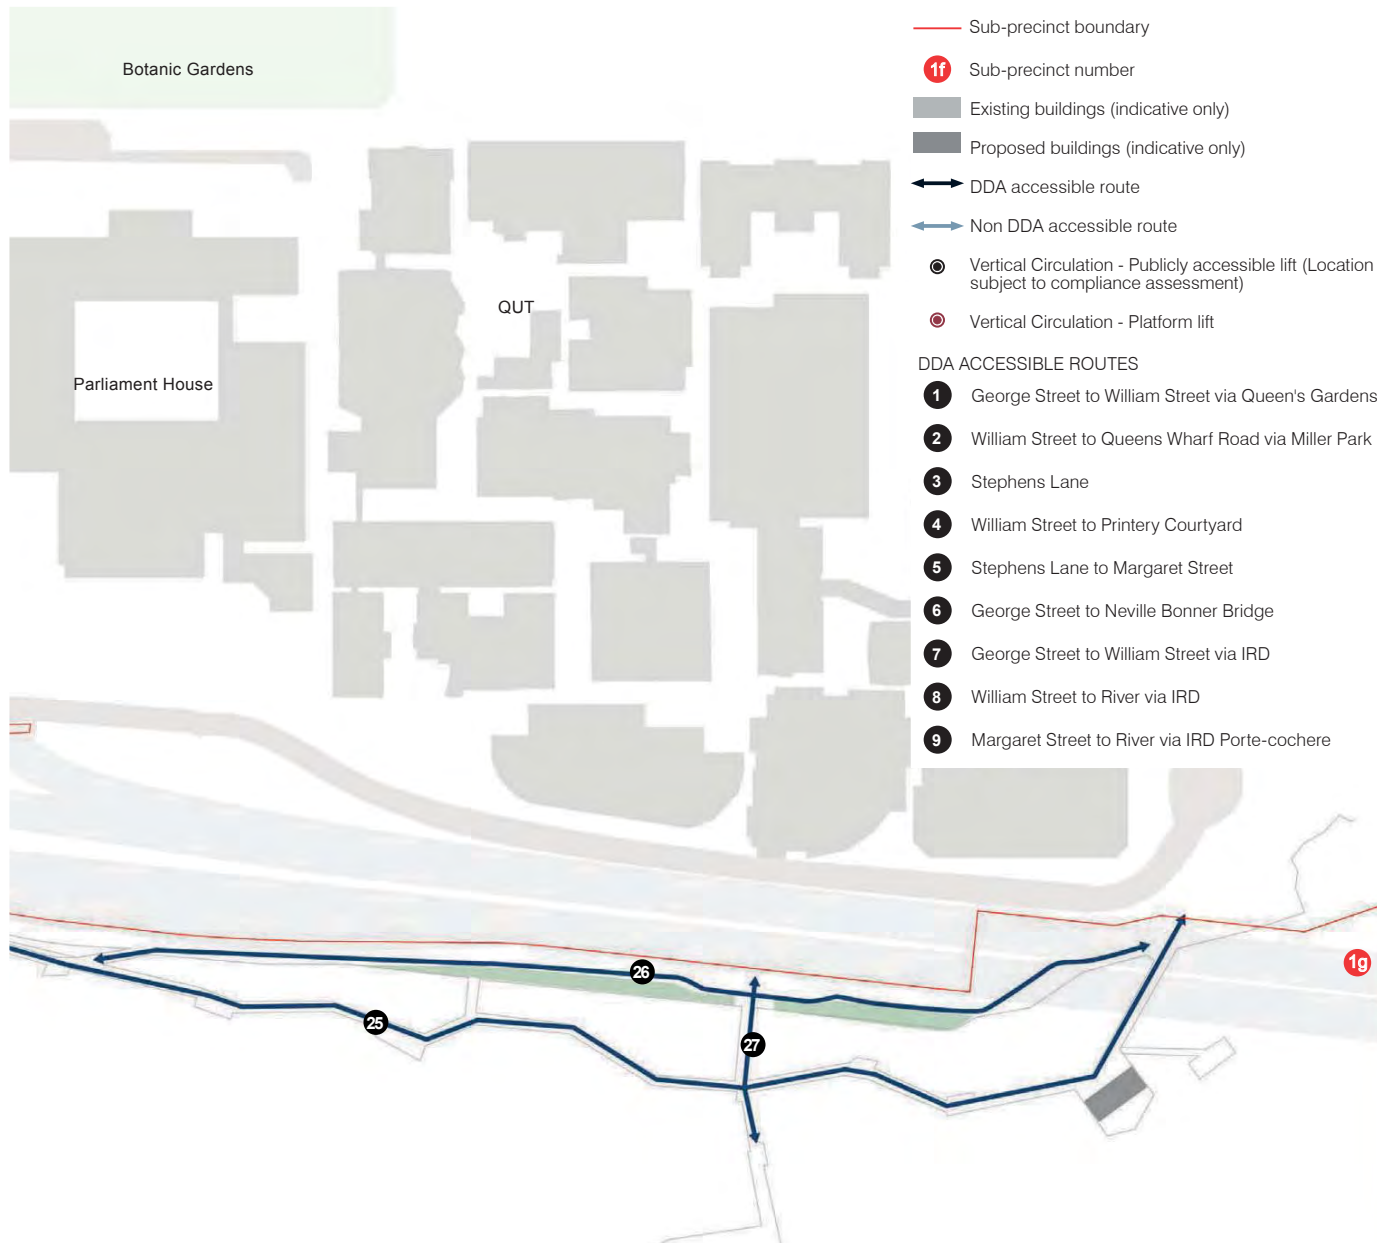 Botanic Gardens
Parliament House
QUT
26
25
27
1g
Sub-precinct boundary
1f Sub-precinct number
Existing buildings (indicative only)
Proposed buildings (indicative only)
DDA accessible route
Non DDA accessible route
Vertical Circulation - Publicly accessible lift (Location
subject to compliance assessment)
Vertical Circulation - Platform lift
DDA ACCESSIBLE ROUTES
1 George Street to William Street via Queen's Gardens
2 William Street to Queens Wharf Road via Miller Park
3 Stephens Lane
4 William Street to Printery Courtyard
5 Stephens Lane to Margaret Street
6 George Street to Neville Bonner Bridge
7 George Street to William Street via IRD
8 William Street to River via IRD
9 Margaret Street to River via IRD Porte-cochere